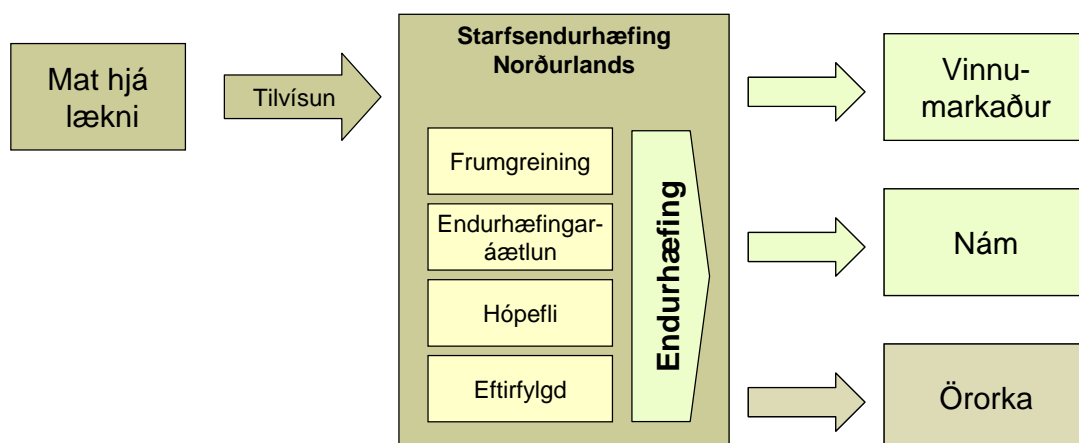 Mat hjá
lækni
Tilvísun
Starfsendurhæfing
Norðurlands
Frumgreining
Endurhæfingar-
áætlun
Hópefli
Eftirfylgd
Endurhæfing
Vinnu-
markaður
Nám
Örorka